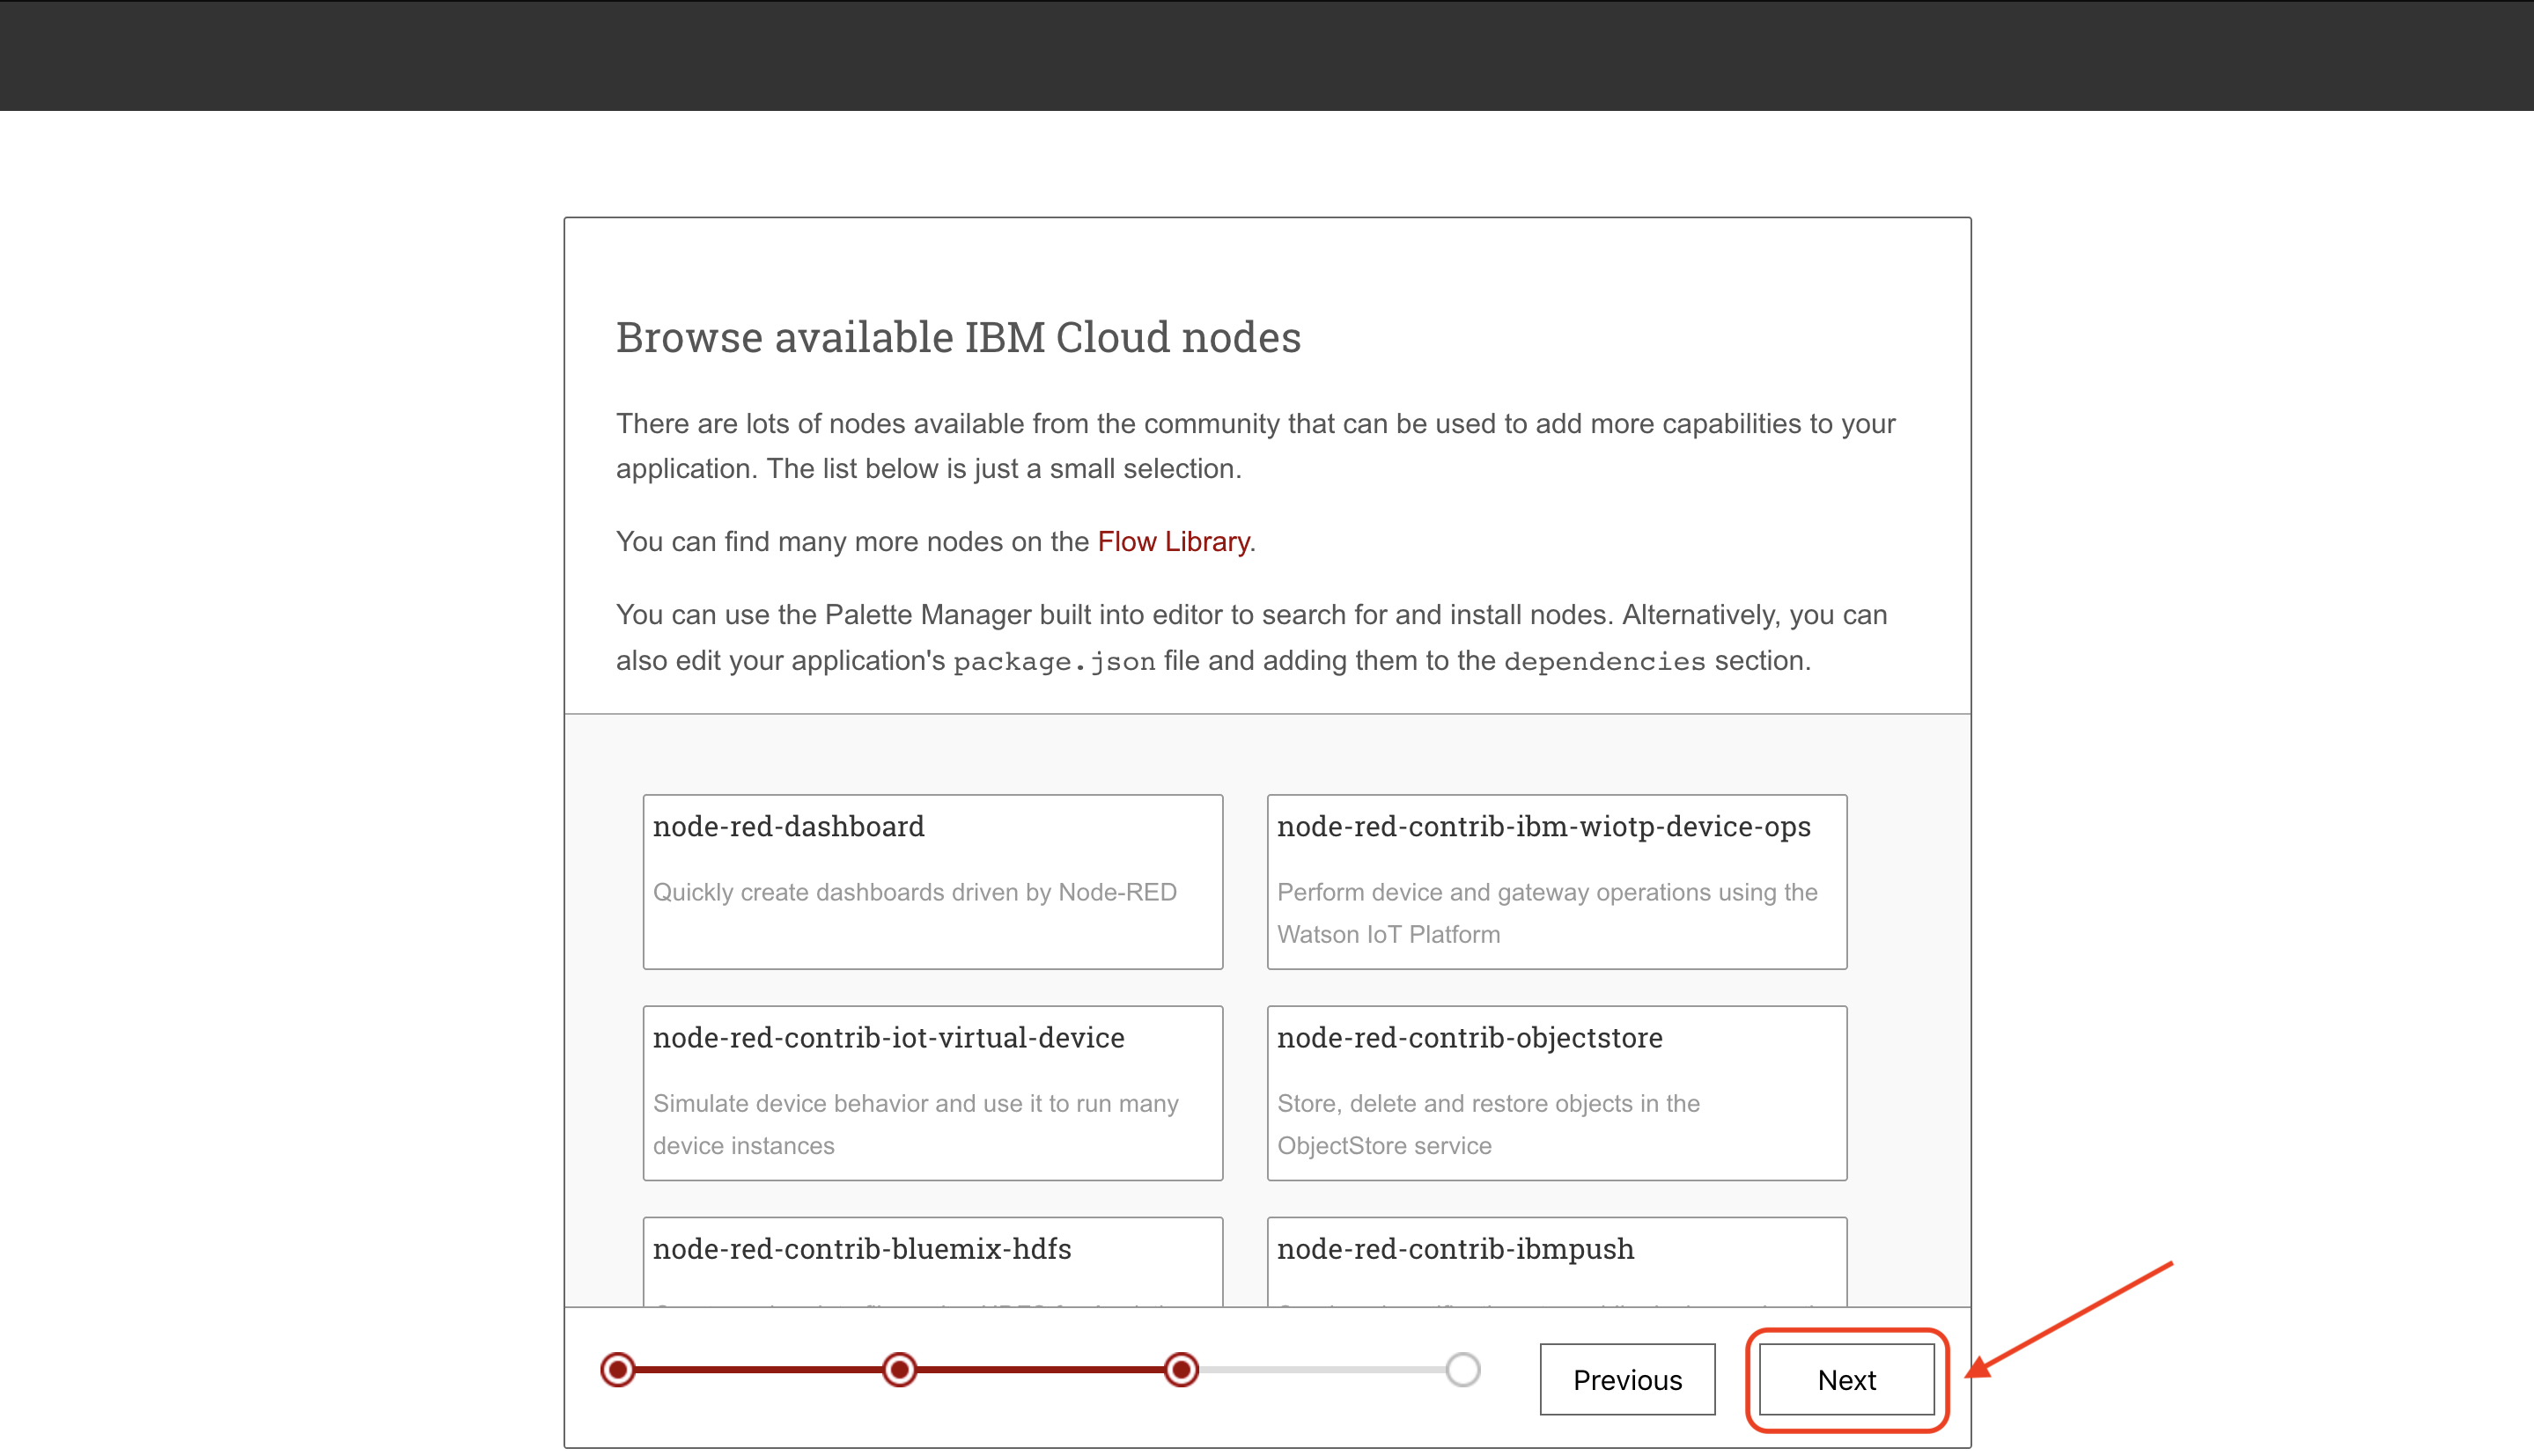 Browse available IBM Cloud nodes
There are lots of nodes available from the community that can be used to add more capabilities to your
application. The list below is just a small selection.
You can find many more nodes on the Flow Library.
You can use the Palette Manager built into editor to search for and install nodes. Alternatively, you can
also edit your application's package.json file and adding them to the dependencies section.
node-red-dashboard
Quickly create dashboards driven by Node-RED
node-red-contrib-ibm-wiotp-device-ops
Perform device and gateway operations using the
Watson IoT Platform
node-red-contrib-iot-virtual-device
Simulate device behavior and use it to run many
device instances
node-red-contrib-objectstore
Store, delete and restore objects in the
ObjectStore service
node-red-contrib-bluemix-hdfs
node-red-contrib-ibmpush
Previous
Next